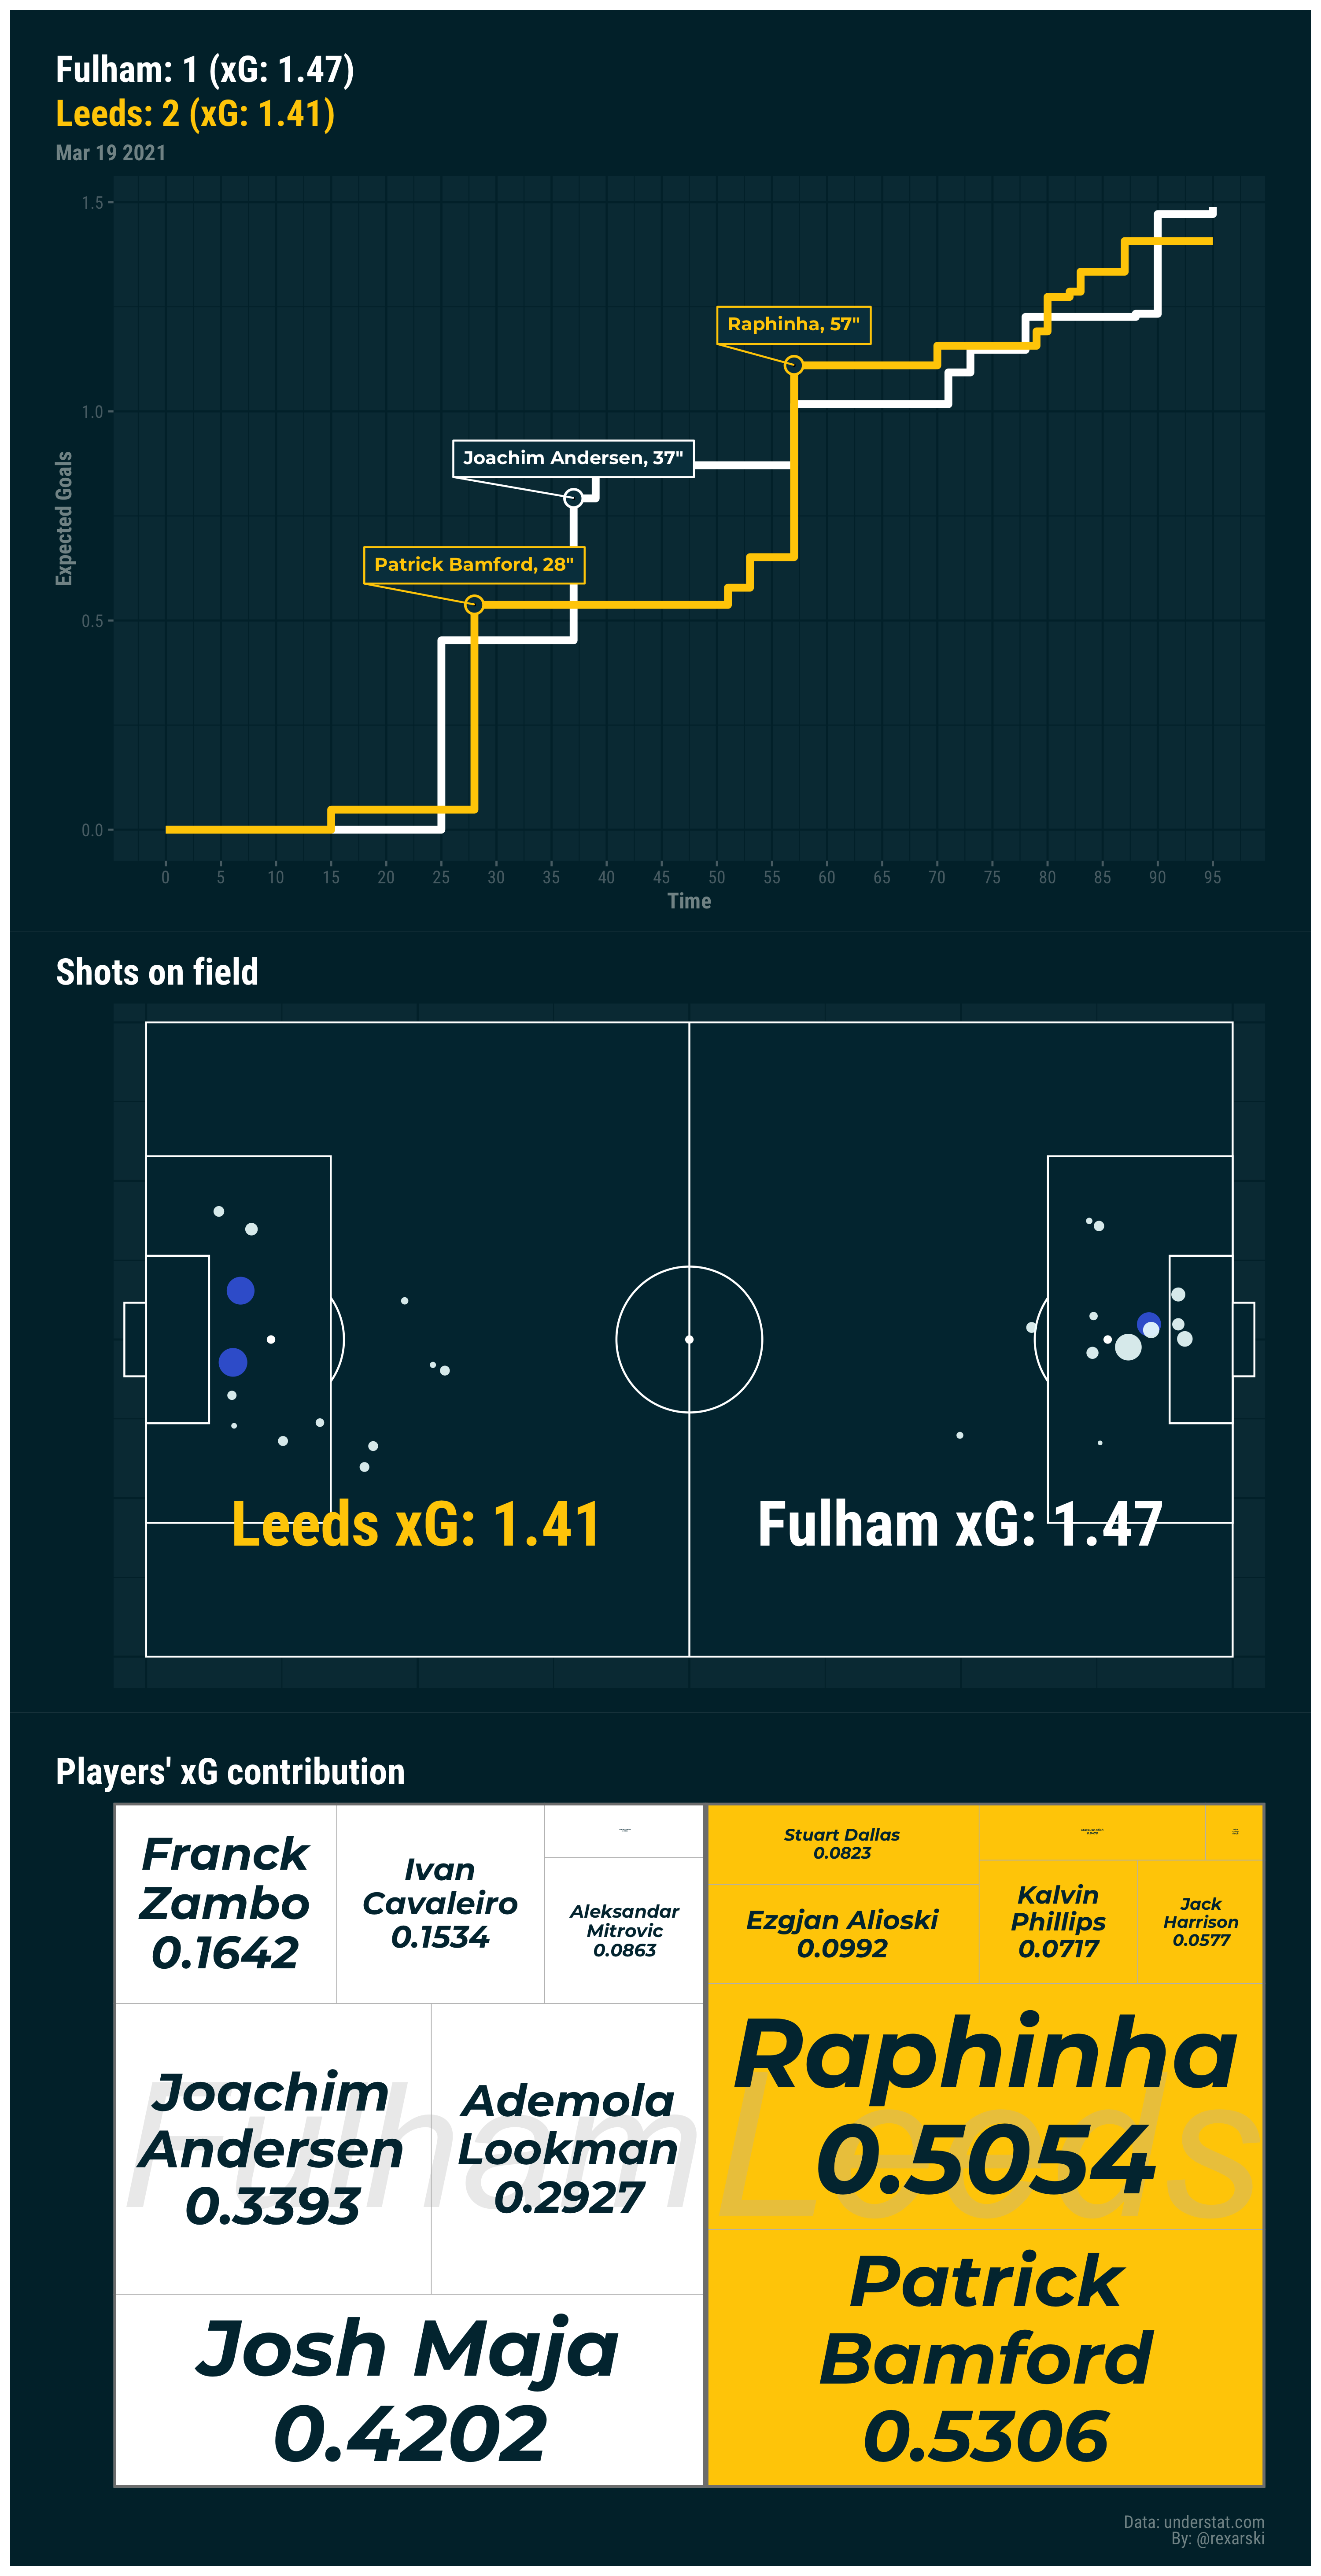 Fulham: 1 (xG: 1.47)
Leeds: 2 (xG: 1.41)
Mar 19 2021
1.5
1.0
0.5
0.0
Expected Goals
Raphinha, 57"
Joachim Andersen, 37"
Patrick Bamford, 28"
0 5 10 15 20 25 30 35 40 45 50 55 60 65 70 75 80 85 90 95
Time
Shots on field
Leeds xG: 1.41
Fulham xG: 1.47
Players' xG contribution
Franck
Zambo
0.1642
Ivan
Cavaleiro
0.1534
Aleksandar
Mitrovic
0.0863
Joachim
Andersen
0.3393
Ademola
Lookman
0.2927
Josh Maja
0.4202
Fulham
Stuart Dallas
0.0823
Ezgjan Alioski
0.0992
Kalvin
Phillips
0.0717
Jack
Harrison
0.0577
Raphinha
0.5054
Patrick
Bamford
0.5306
Leeds
Data: understat.com
By: @rexarski